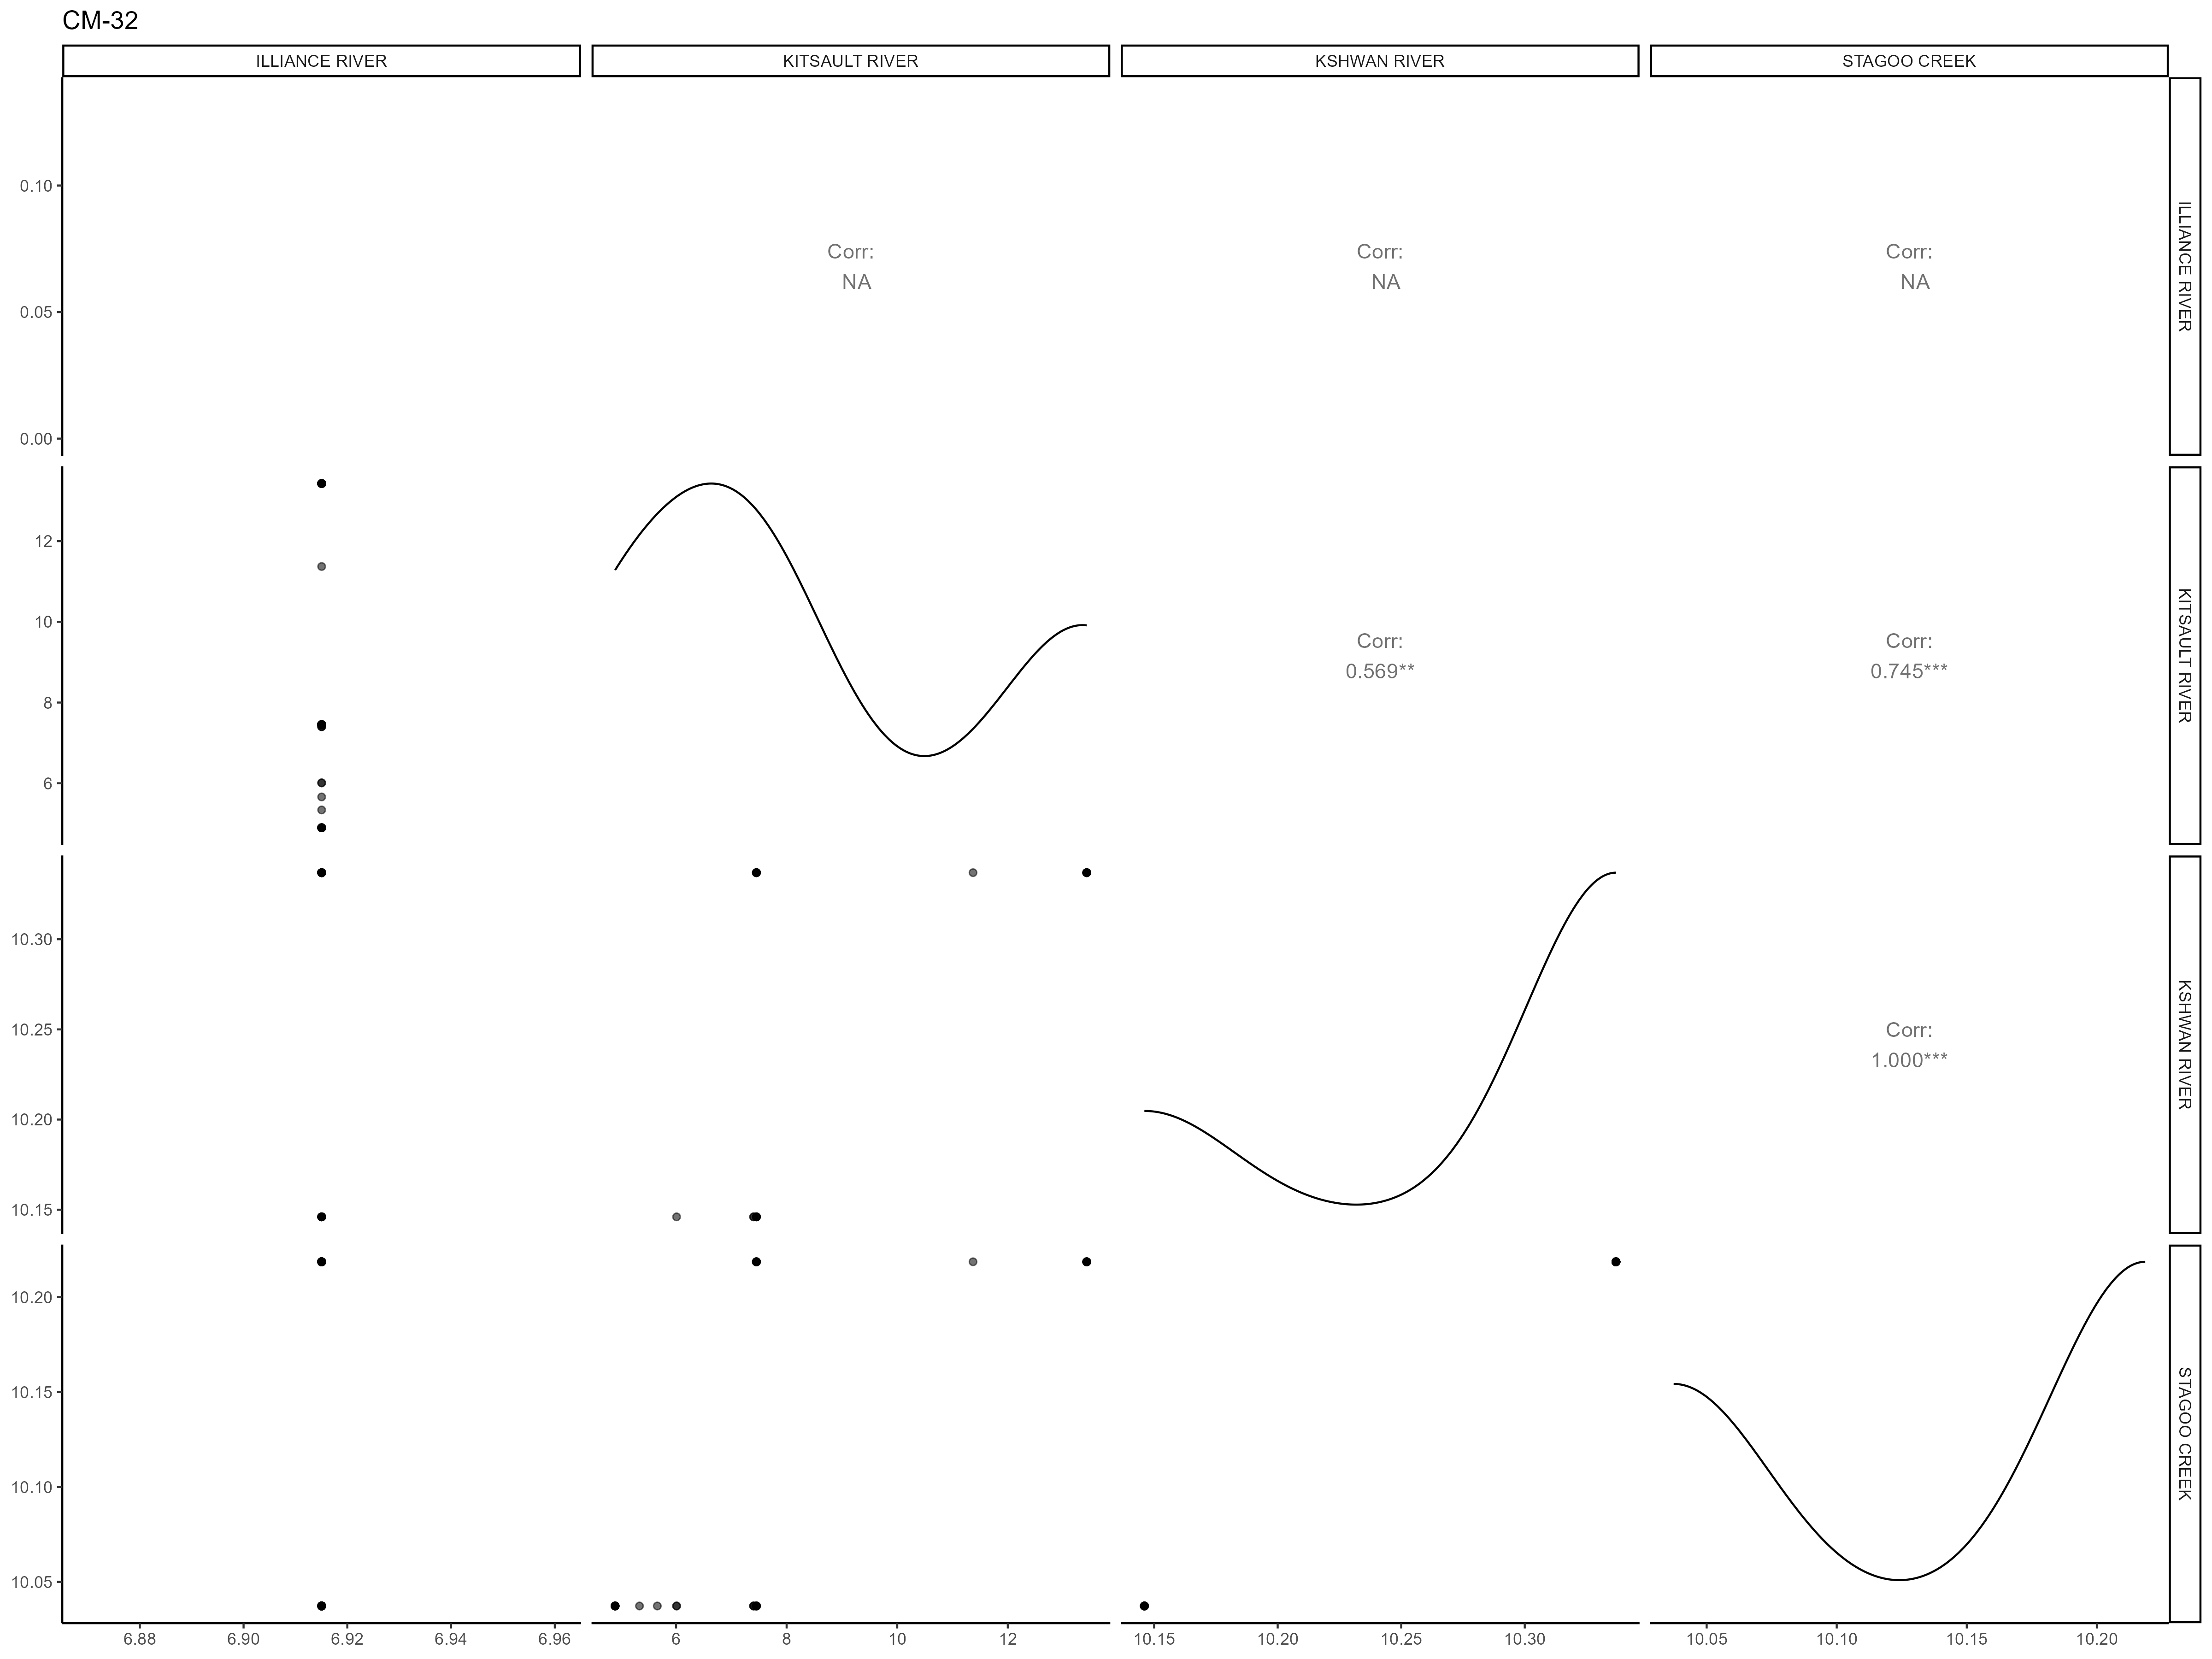 CM-32
ILLIANCE RIVER
KITSAULT RIVER
KSHWAN RIVER
STAGOO CREEK
0.10
0.05
0.00
Corr:
NA
Corr:
NA
Corr:
NA
ILLIANCE RIVER
12
10
8
6
Corr:
0.569**
Corr:
0.745***
KITSAULT RIVER
10.30
10.25
10.20
10.15
Corr:
1.000***
KSHWAN RIVER
10.20
10.15
10.10
10.05
STAGOO CREEK
6.88
6.90
6.92
6.94
6.96
6
8
10
12
10.15
10.20
10.25
10.30
10.05
10.10
10.15
10.20